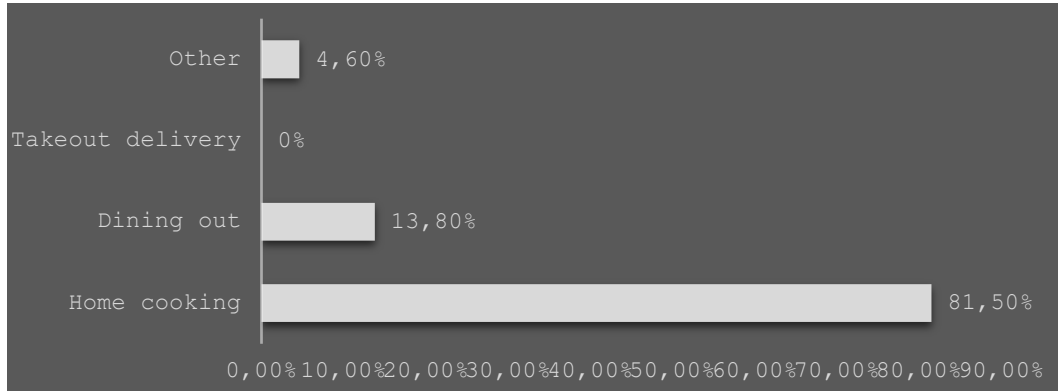 Other 4,60%
Takeout delivery 0%
Dining out 13,80%
Home cooking 81,50%
0,00% 10,00% 20,00% 30,00% 40,00% 50,00% 60,00% 70,00% 80,00% 90,00%